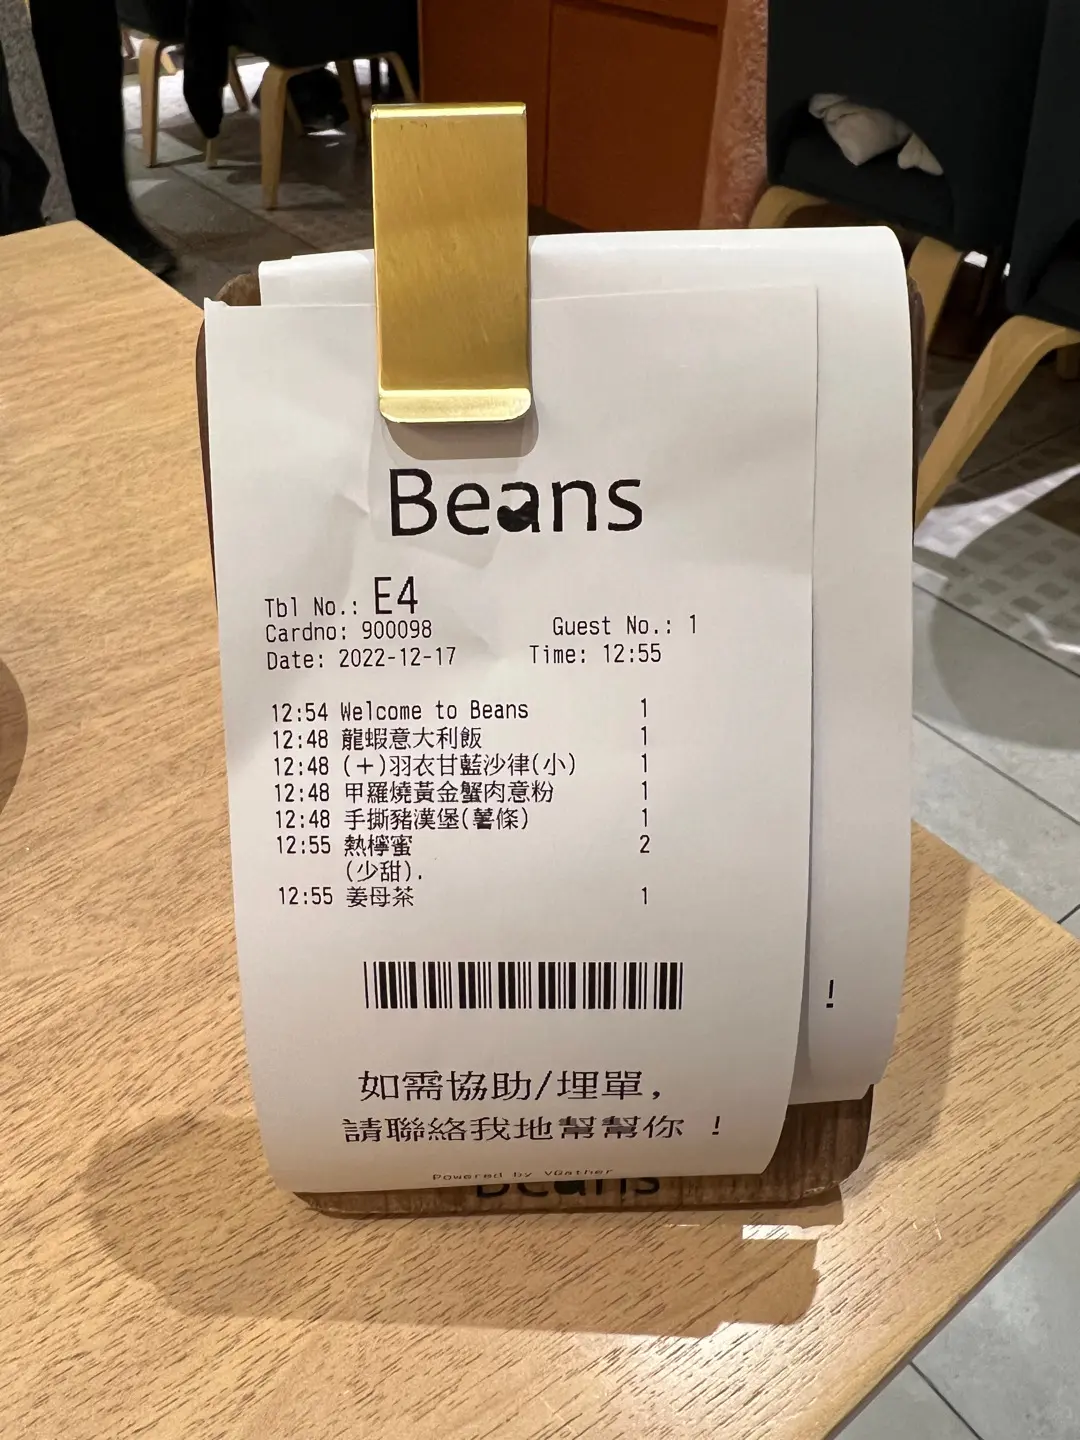 Beans
Tbl No.: E4
Cardno: 900098 Guest No.: 1
Date: 2022-12-17 Time: 12:55
12:54 Welcome to Beans 1
12:48 龍蝦意大利飯 1
12:48 (+)羽衣甘藍沙律(小) 1
12:48 甲羅燒黃金蟹肉意粉 1
12:48 手撕豬漢堡(薯條) 1
12:55 熱檸蜜 2
(少甜).
12:55 姜母茶 1
!
如需協助/埋單,
請聯絡我地幫幫你 !
Powered by vGather
Beans